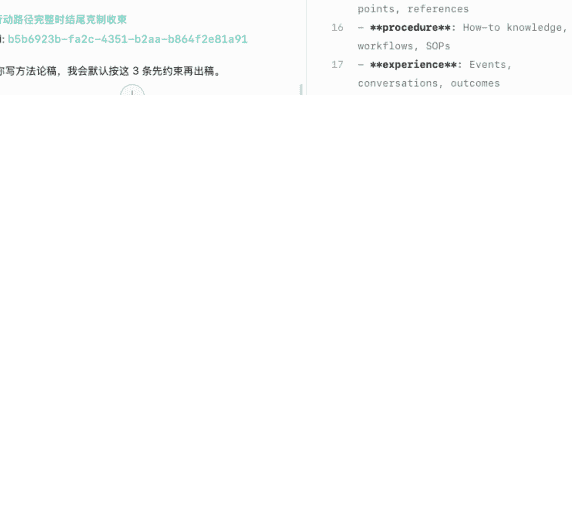 行动路径完整时结尾克制收束
: b5b6923b-fa2c-4351-b2aa-b864f2e81a91
你写方法论稿，我会默认按这 3 条先约束再出稿。
points, references
16 - **procedure**: How-to knowledge,
workflows, SOPs
17 - **experience**: Events,
conversations, outcomes